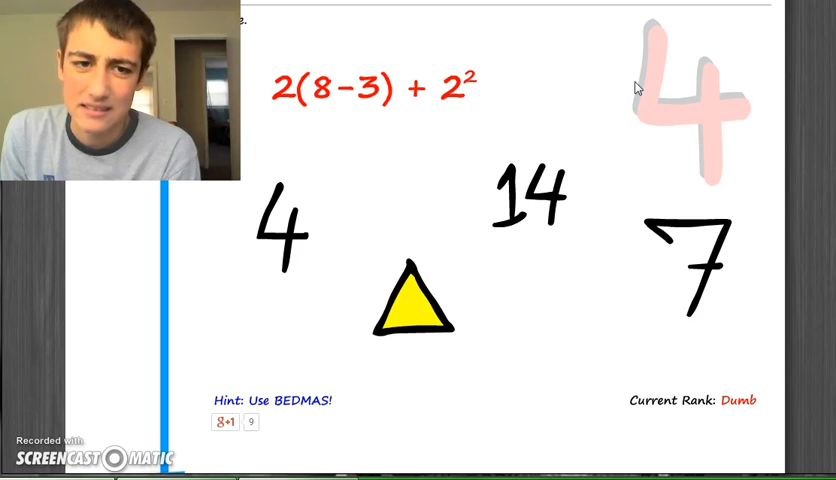 e.
4
2(8-3) + 2²
14
4
7
Hint: Use BEDMAS!
Current Rank: Dumb
g+1 9
Recorded with
SCREENCAST O MATIC